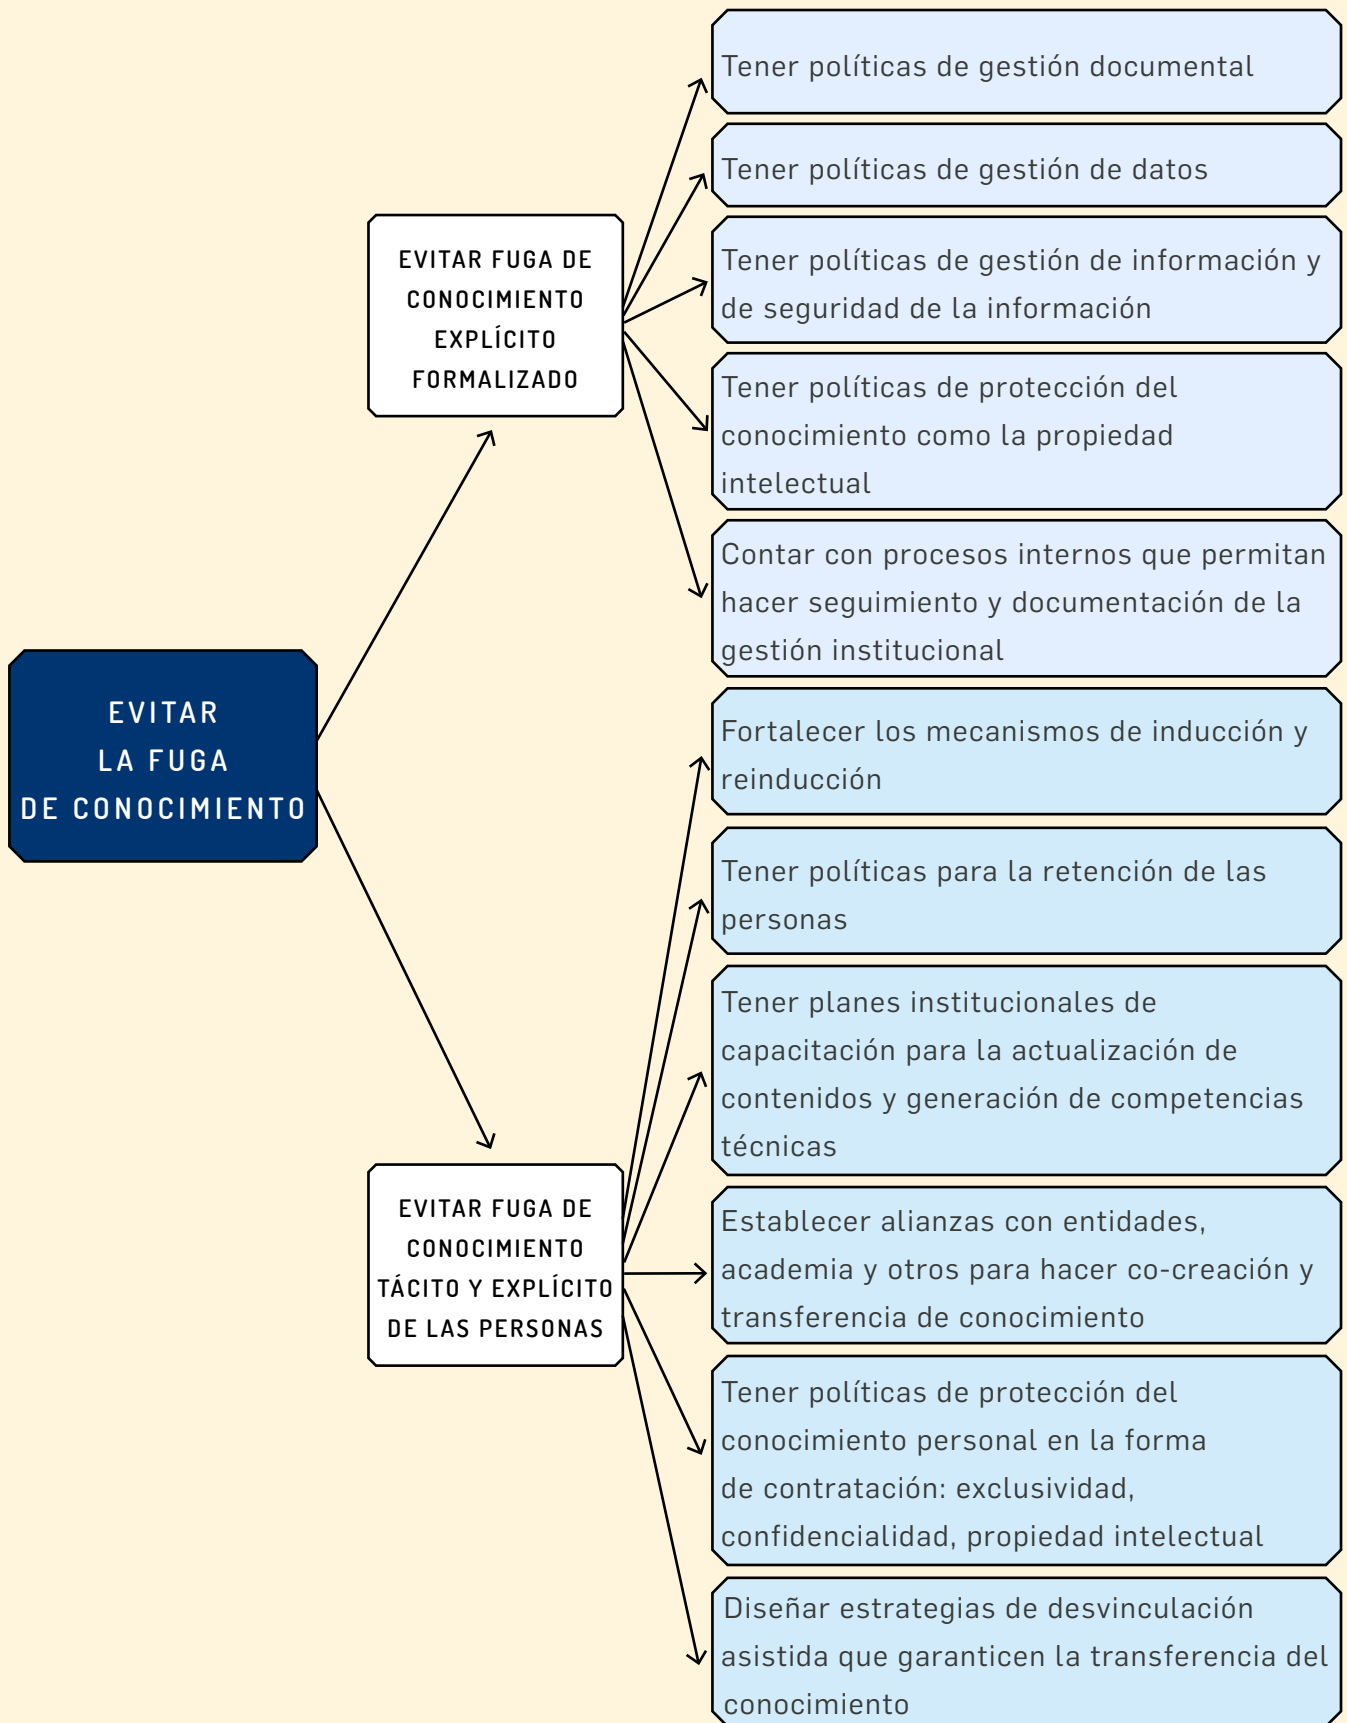 Tener políticas de gestión documental
Tener políticas de gestión de datos
EVITAR FUGA DE
CONOCIMIENTO
EXPLÍCITO
FORMALIZADO
Tener políticas de gestión de información y
de seguridad de la información
Tener políticas de protección del
conocimiento como la propiedad
intelectual
Contar con procesos internos que permitan
hacer seguimiento y documentación de la
gestión institucional
EVITAR
LA FUGA
DE CONOCIMIENTO
Fortalecer los mecanismos de inducción y
reinducción
Tener políticas para la retención de las
personas
Tener planes institucionales de
capacitación para la actualización de
contenidos y generación de competencias
técnicas
EVITAR FUGA DE
CONOCIMIENTO
TÁCITO Y EXPLÍCITO
DE LAS PERSONAS
Establecer alianzas con entidades,
academia y otros para hacer co-creación y
transferencia de conocimiento
Tener políticas de protección del
conocimiento personal en la forma
de contratación: exclusividad,
confidencialidad, propiedad intelectual
Diseñar estrategias de desvinculación
asistida que garanticen la transferencia del
conocimiento